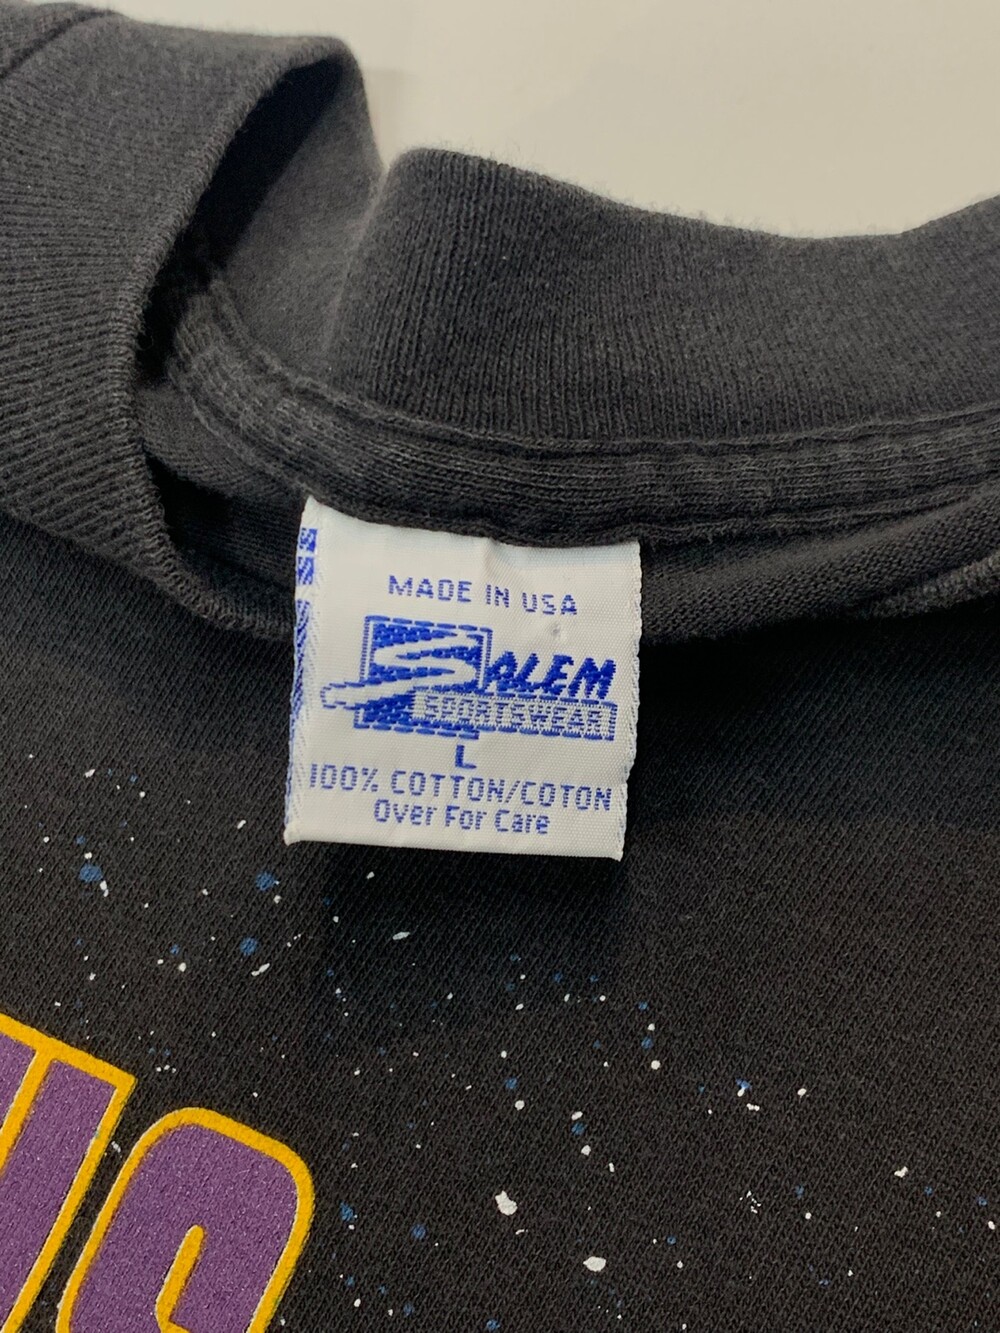 MADE IN USA
SALEM
SPORTSWEAR
L
100% COTTON/COTON
Over For Care